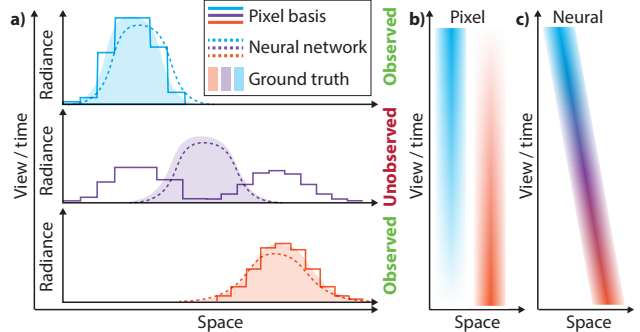 a)
Pixel basis
Neural network
Ground truth
Radiance
Observed
Radiance
Unobserved
Radiance
Observed
View / time
Space
b)
Pixel
View / time
Space
c)
Neural
View / time
Space